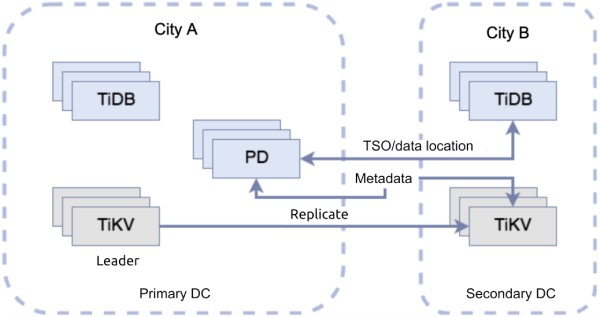 City A
City B
TiDB
TiDB
PD
TSO/data location
Metadata
TiKV
Replicate
TiKV
Leader
Primary DC
Secondary DC